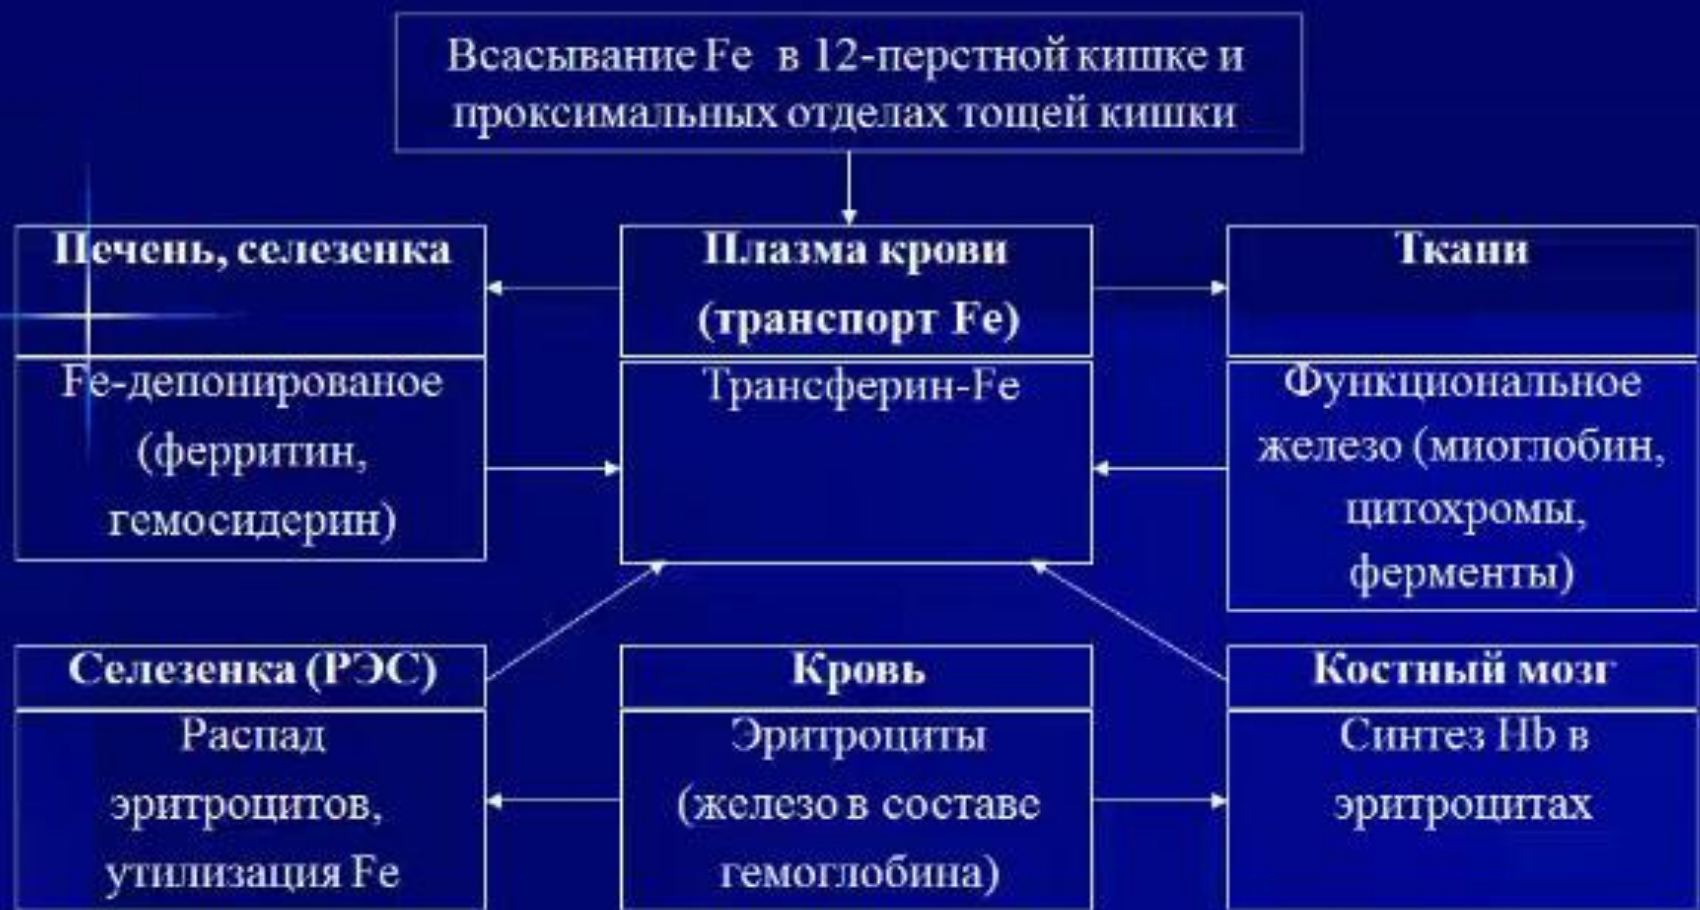 Всасывание Fe в 12-перстной кишке и
проксимальных отделах тощей кишки
Печень, селезенка
Fe-депонированое
(ферритин,
гемосидерин)
Плазма крови
(транспорт Fe)
Трансферин-Fe
Ткани
Функциональное
железо (миоглобин,
цитохромы,
ферменты)
Селезенка (РЭС)
Распад
эритроцитов,
утилизация Fe
Кровь
Эритроциты
(железо в составе
гемоглобина)
Костный мозг
Синтез Hb в
эритроцитах